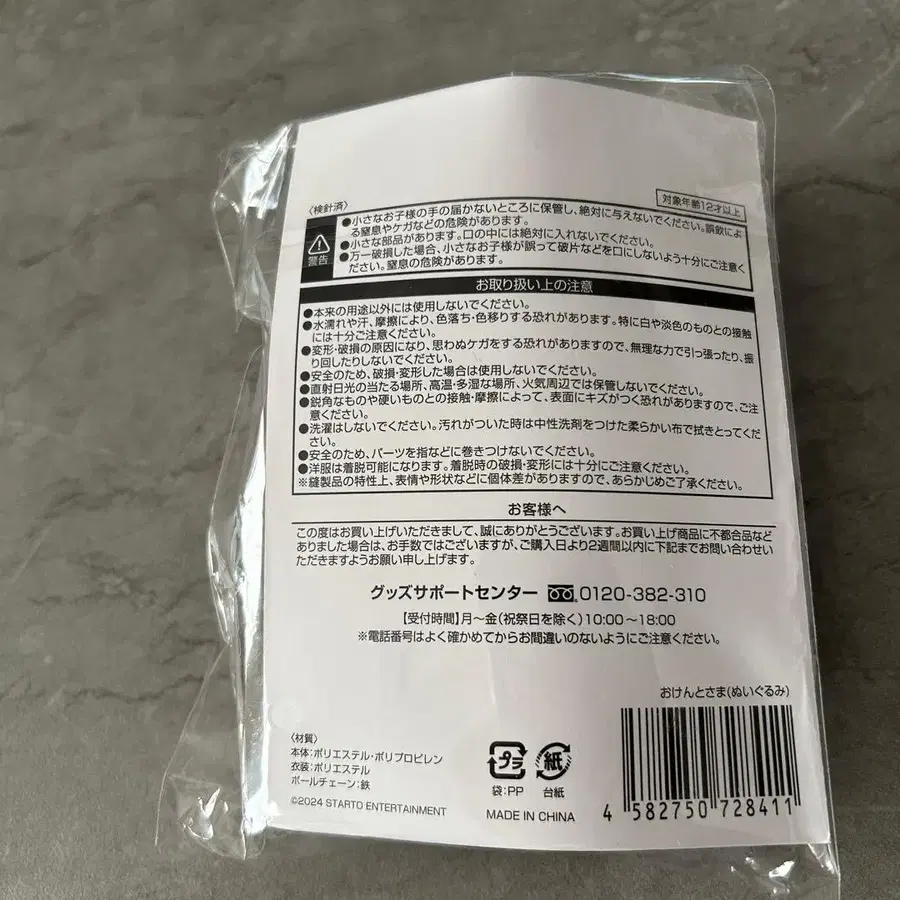 〈検針済〉
対象年齢12才以上
警告
●小さなお子様の手の届かないところに保管し、絶対に与えないでください。誤飲によ
る窒息やケガなどの危険があります。
●小さな部品があります。口の中には絶対に入れないでください。
●万一破損した場合、小さなお子様が誤って破片などを口にしないよう十分にご注意く
ださい。窒息の危険があります。
お取り扱い上の注意
●本来の用途以外には使用しないでください。
●水濡れや汗、摩擦により、色落ち・色移りする恐れがあります。特に白や淡色のものとの接触
には十分ご注意ください。
●変形・破損の原因になり、思わぬケガをする恐れがありますので、無理な力で引っ張ったり、振
り回したりしないでください。
●安全のため、破損・変形した場合は使用しないでください。
●直射日光の当たる場所、高温・多湿な場所、火気周辺では保管しないでください。
●鋭角なものや硬いものとの接触・摩擦によって、表面にキズがつく恐れがありますので、ご注
意ください。
●洗濯はしないでください。汚れがついた時は中性洗剤をつけた柔らかい布で拭きとってくだ
さい。
●安全のため、パーツを指などに巻きつけないでください。
●洋服は着脱可能になります。着脱時の破損・変形には十分にご注意ください。
※縫製品の特性上、表情や形状などに個体差がありますので、あらかじめご了承ください。
お客様へ
この度はお買い上げいただきまして、誠にありがとうございます。お買い上げ商品に不都合品など
ありました場合は、お手数ではございますが、ご購入日より2週間以内に下記までお問い合わせい
ただきますようお願い申し上げます。
グッズサポートセンター 0120-382-310
【受付時間】月〜金(祝祭日を除く)10:00〜18:00
※電話番号はよく確かめてからお間違いのないようにご注意ください。
おけんとさま(ぬいぐるみ)
〈材質〉
本体:ポリエステル・ポリプロピレン
衣装:ポリエステル
ボールチェーン:鉄
©2024 STARTO ENTERTAINMENT
プラ
袋:PP
紙
台紙
MADE IN CHINA
4 582750 728411